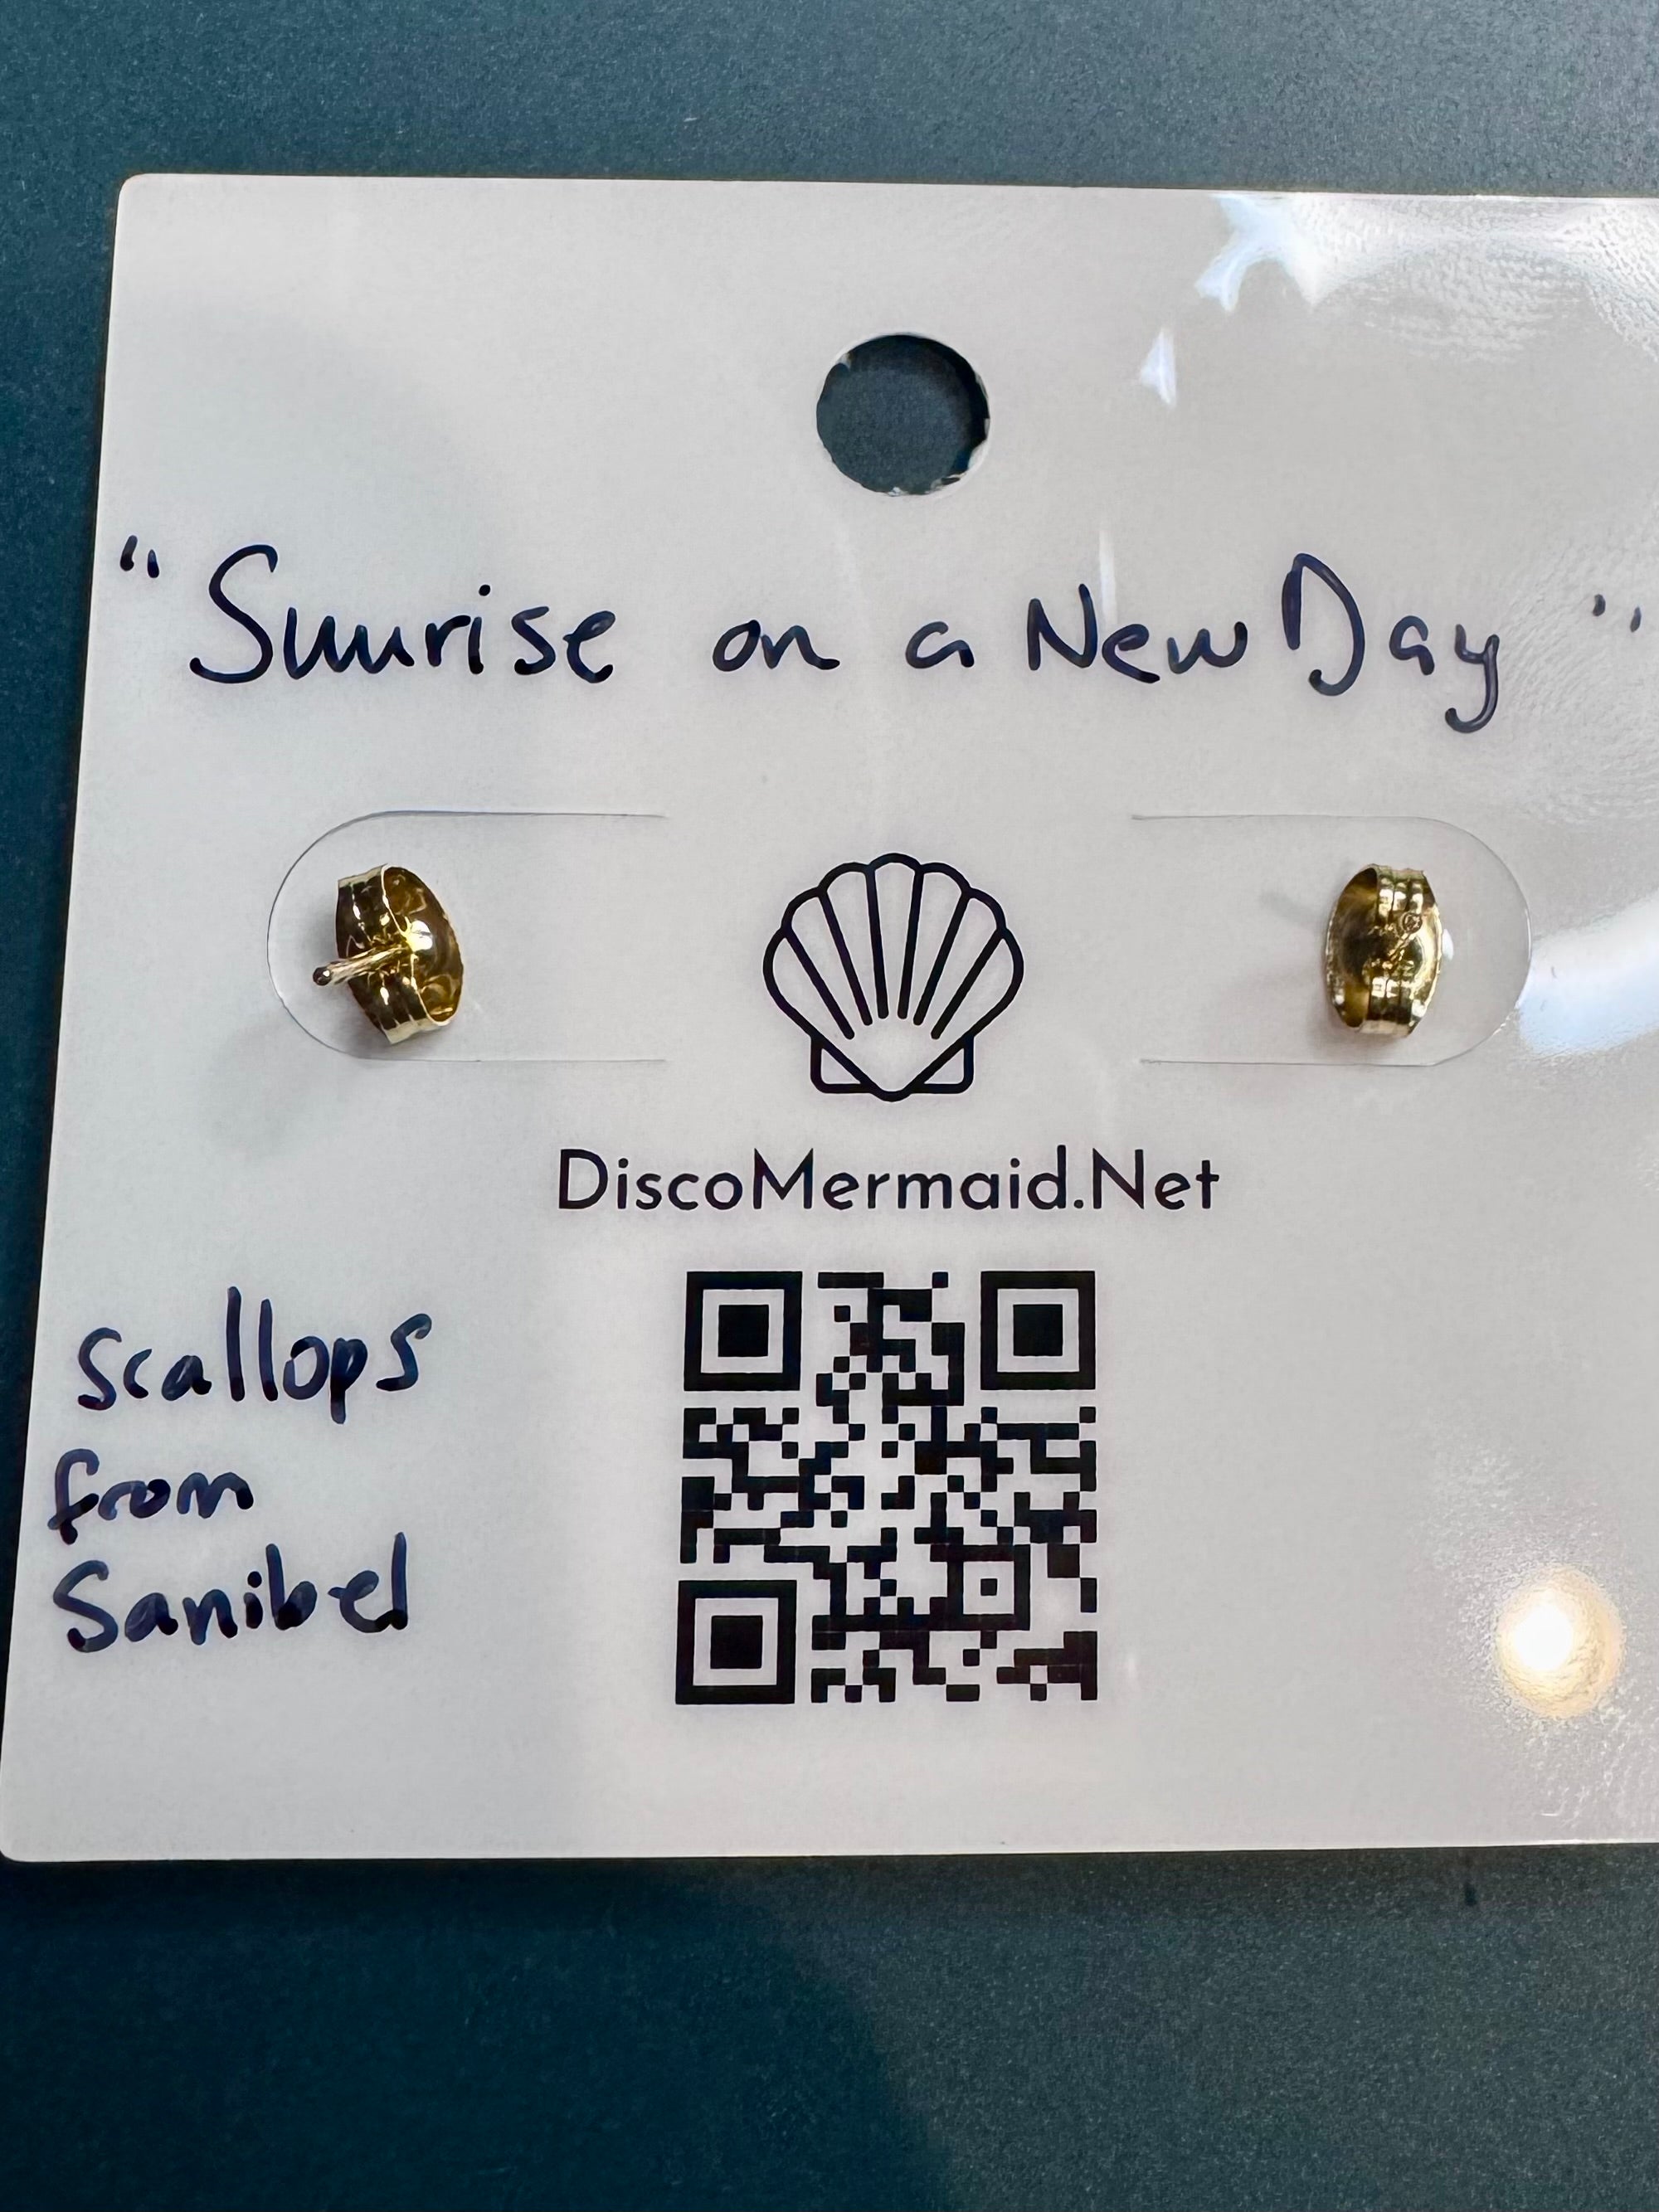 "Sunrise on a New Day"
DiscoMermaid.Net
scallops
from
Sanibel